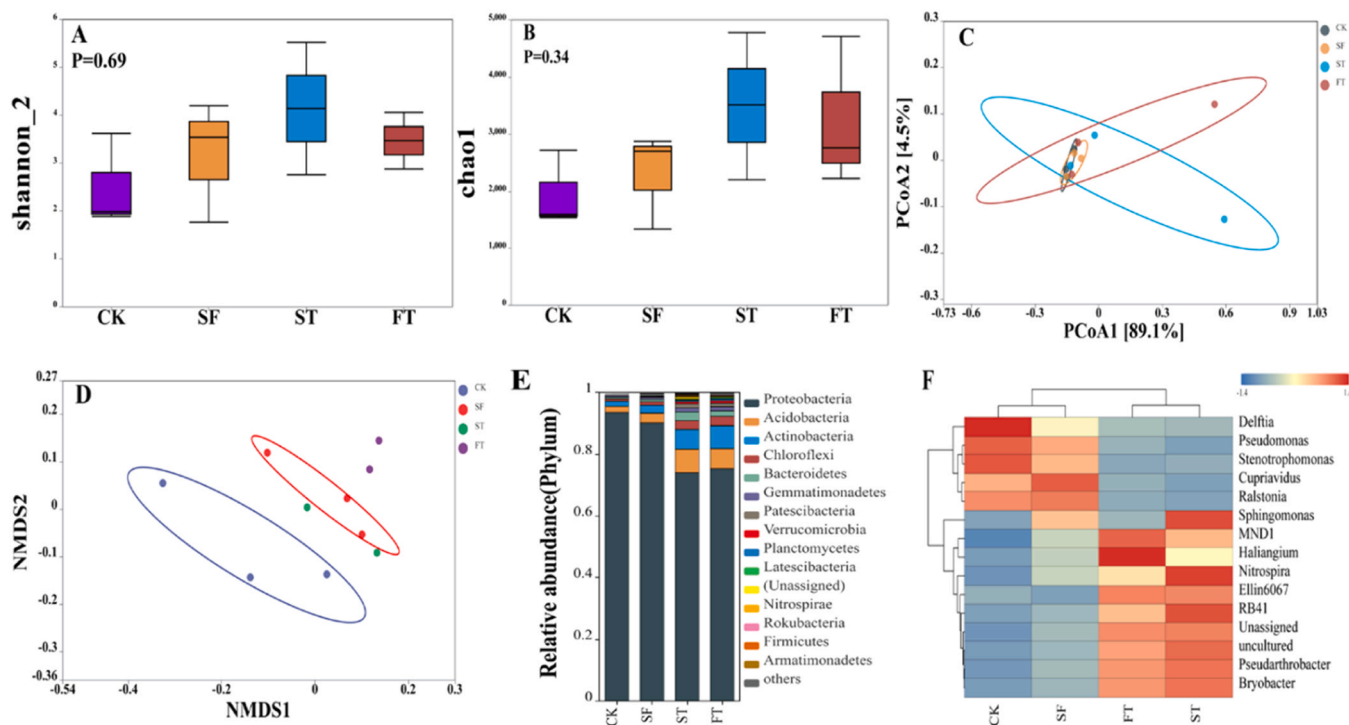 A
P=0.69
shannon_2
6
5
4
3
2
1
0
CK
SF
ST
FT
B
P=0.34
chao1
5,000
4,000
3,000
2,000
1,000
0
CK
SF
ST
FT
C
CK
SF
ST
FT
PCoA2 [4.5%]
0.3
0.2
0.1
0
-0.1
-0.2
-0.3
-0.73
-0.6
-0.3
0
0.3
0.6
0.9
1.03
PCoA1 [89.1%]
D
CK
SF
ST
FT
NMDS2
0.27
0.2
0.1
0
-0.1
-0.2
-0.3
-0.36
-0.54
-0.4
-0.2
0
0.2
0.3
NMDS1
E
Relative abundance(Phylum)
1
0.8
0.6
0.4
0.2
0
CK
SF
ST
FT
Proteobacteria
Acidobacteria
Actinobacteria
Chloroflexi
Bacteroidetes
Gemmatimonadetes
Patescibacteria
Verrucomicrobia
Planctomycetes
Latescibacteria
(Unassigned)
Nitrospirae
Rokubacteria
Firmicutes
Armatimonadetes
others
F
-1.4
Delftia
Pseudomonas
Stenotrophomonas
Cupriavidus
Ralstonia
Sphingomonas
MND1
Haliangium
Nitrospira
Ellin6067
RB41
Unassigned
uncultured
Pseudarthrobacter
Bryobacter
CK
SF
FT
ST